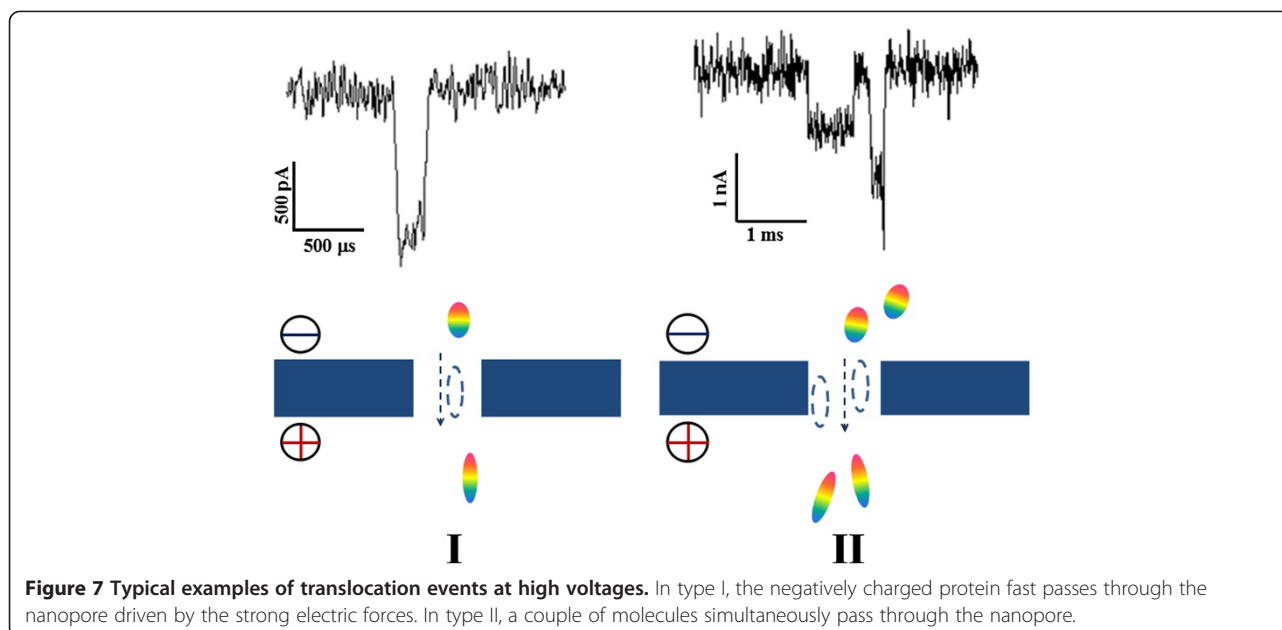 500 pA
500 µs
1 nA
1 ms
I
II
Figure 7 Typical examples of translocation events at high voltages. In type I, the negatively charged protein fast passes through the
nanopore driven by the strong electric forces. In type II, a couple of molecules simultaneously pass through the nanopore.